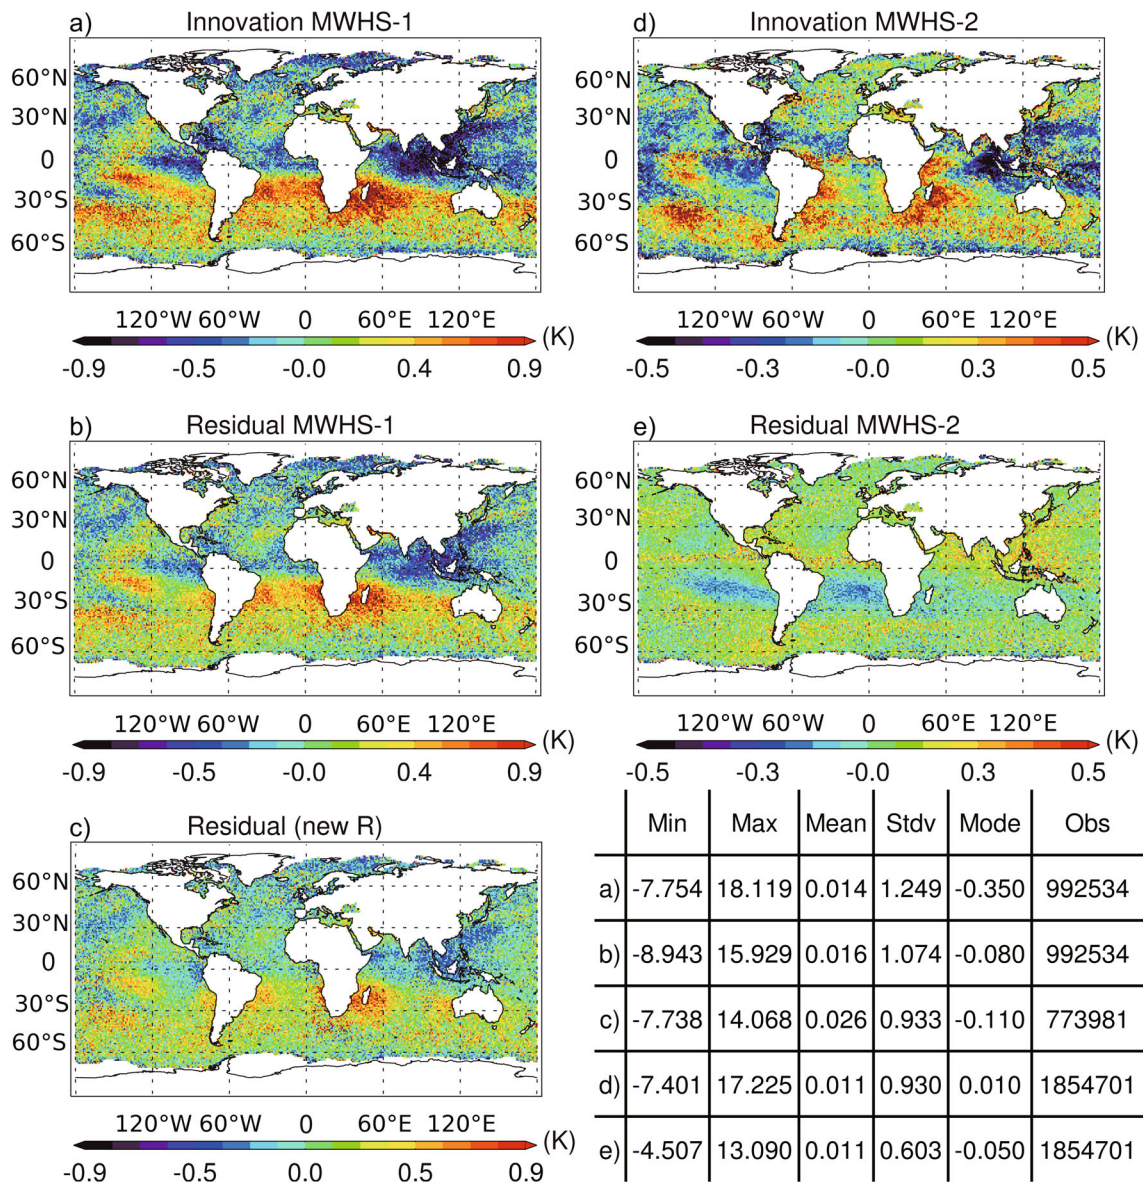 a) Innovation MWHS-1
60°N
30°N
0
30°S
60°S
120°W 60°W 0 60°E 120°E
(K)
-0.9 -0.5 -0.0 0.4 0.9
d) Innovation MWHS-2
60°N
30°N
0
30°S
60°S
120°W 60°W 0 60°E 120°E
(K)
-0.5 -0.3 -0.0 0.3 0.5
b) Residual MWHS-1
60°N
30°N
0
30°S
60°S
120°W 60°W 0 60°E 120°E
(K)
-0.9 -0.5 -0.0 0.4 0.9
e) Residual MWHS-2
60°N
30°N
0
30°S
60°S
120°W 60°W 0 60°E 120°E
(K)
-0.5 -0.3 -0.0 0.3 0.5
c) Residual (new R)
60°N
30°N
0
30°S
60°S
120°W 60°W 0 60°E 120°E
(K)
-0.9 -0.5 0.0 0.5 0.9
Min Max Mean Stdv Mode Obs
a) -7.754 18.119 0.014 1.249 -0.350 992534
b) -8.943 15.929 0.016 1.074 -0.080 992534
c) -7.738 14.068 0.026 0.933 -0.110 773981
d) -7.401 17.225 0.011 0.930 0.010 1854701
e) -4.507 13.090 0.011 0.603 -0.050 1854701